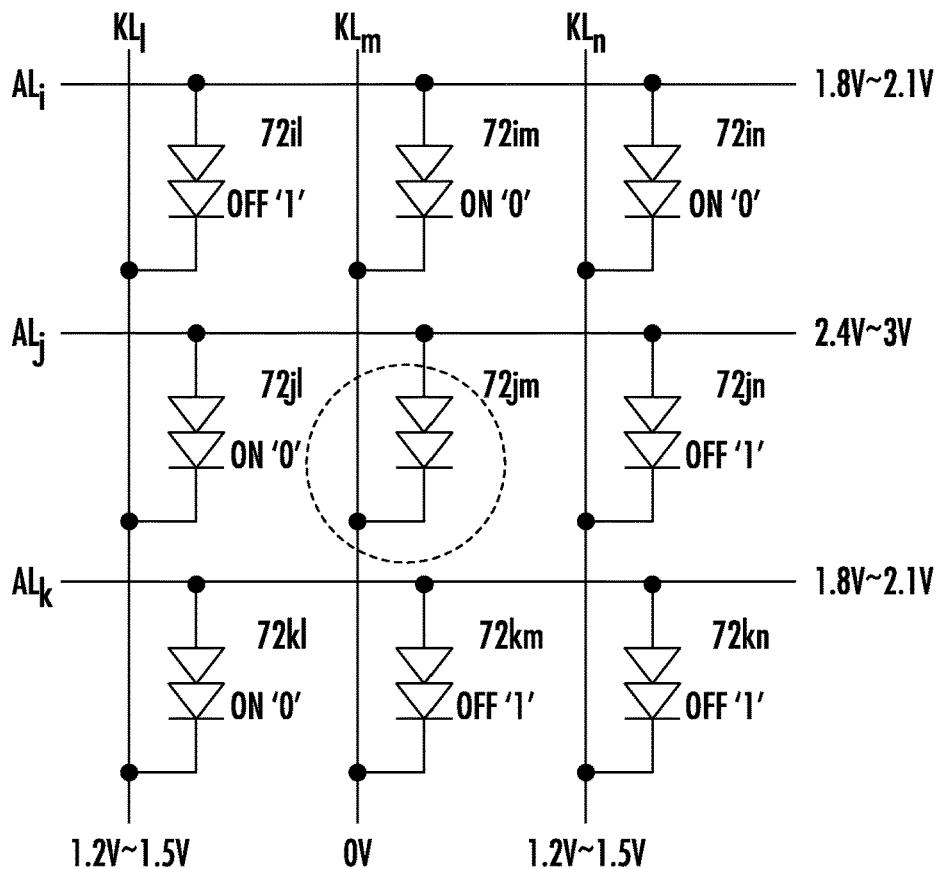 KLl KLm KLn
ALi 1.8V~2.1V
72il 72im 72in
OFF ‘1’ ON ‘0’ ON ‘0’
ALj 2.4V~3V
72jl 72jm 72jn
ON ‘0’ OFF ‘1’
ALk 1.8V~2.1V
72kl 72km 72kn
ON ‘0’ OFF ‘1’ OFF ‘1’
1.2V~1.5V 0V 1.2V~1.5V